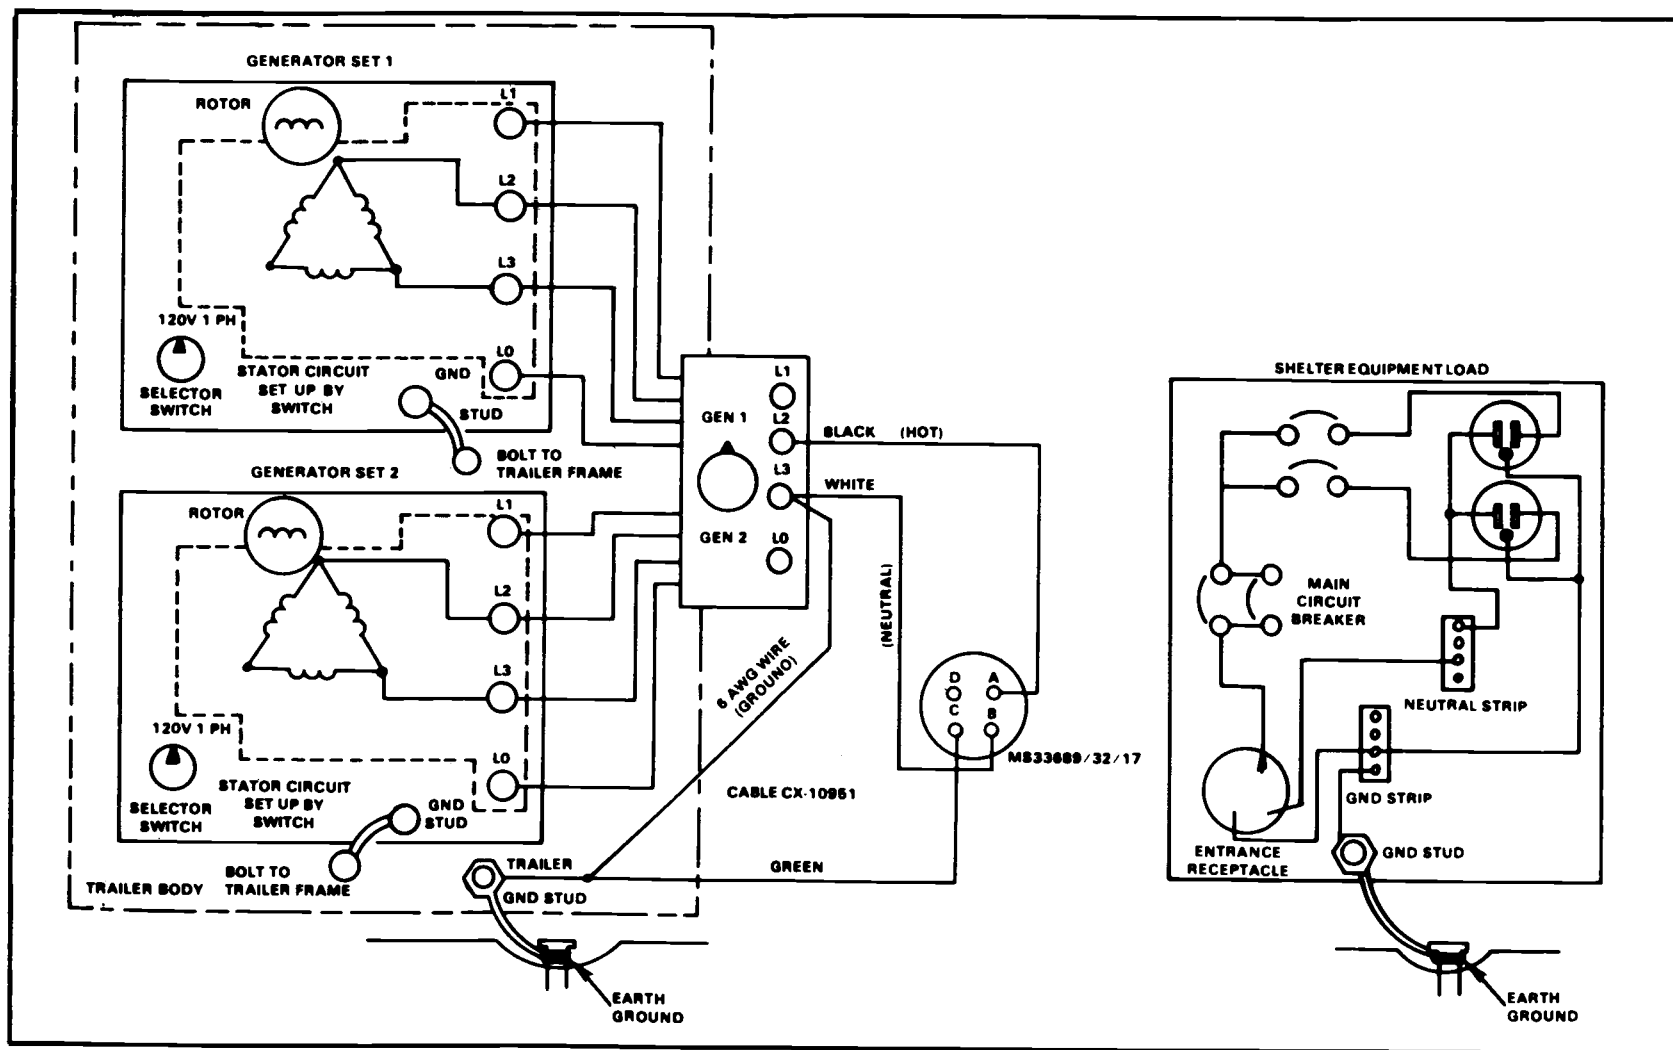 GENERATOR SET 1
ROTOR
L1
L2
L3
120V 1 PH
L0
GND
STATOR CIRCUIT
SET UP BY
SWITCH
SELECTOR
SWITCH
STUD
BOLT TO
TRAILER FRAME
GENERATOR SET 2
ROTOR
L1
L2
L3
120V 1 PH
L0
STATOR CIRCUIT
SET UP BY
SWITCH
SELECTOR
SWITCH
GND
STUD
BOLT TO
TRAILER FRAME
TRAILER BODY
TRAILER
GND STUD
EARTH
GROUND
GEN 1
GEN 2
L1
L2
L3
L0
BLACK (HOT)
WHITE
(NEUTRAL)
6 AWG WIRE
(GROUND)
D
A
C
B
MS33689/32/17
CABLE CX-10951
GREEN
SHELTER EQUIPMENT LOAD
MAIN
CIRCUIT
BREAKER
NEUTRAL STRIP
GND STRIP
ENTRANCE
RECEPTACLE
GND STUD
EARTH
GROUND